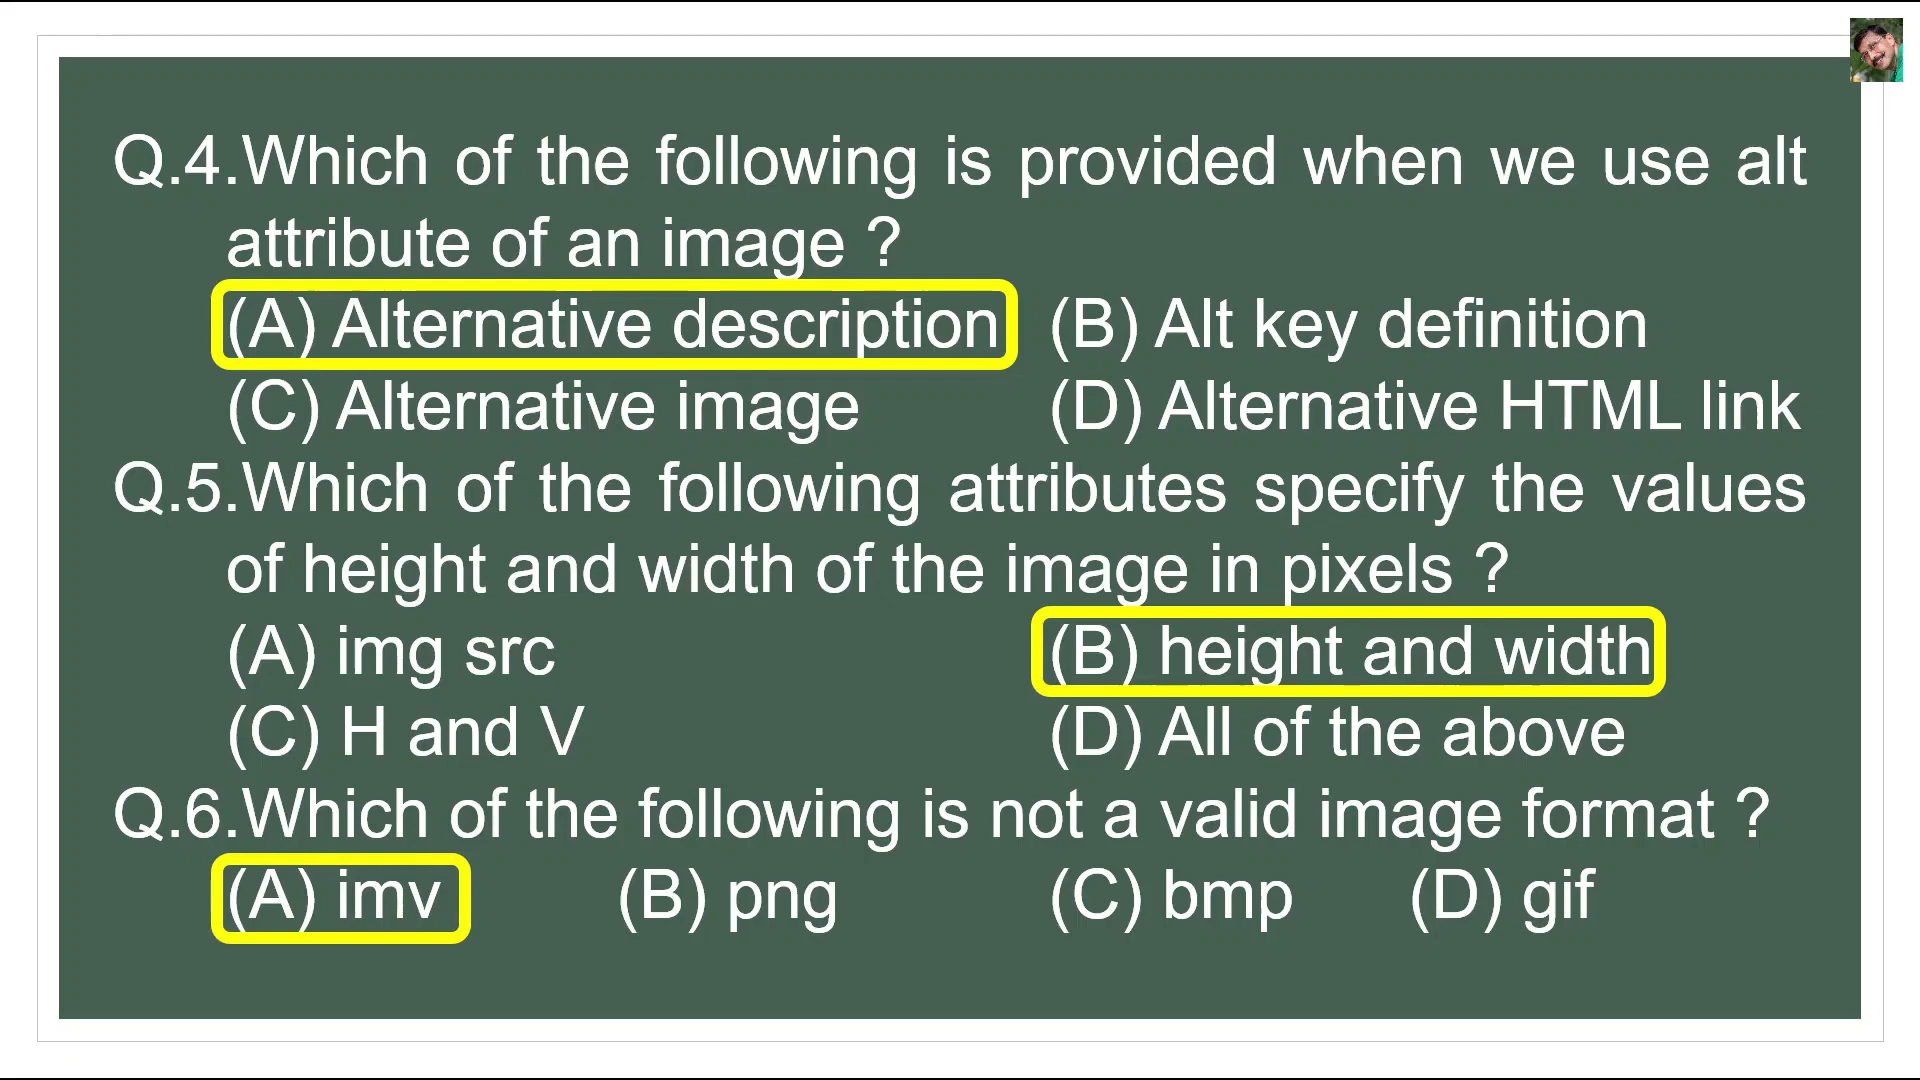 Q.4.Which of the following is provided when we use alt
attribute of an image ?
(A) Alternative description (B) Alt key definition
(C) Alternative image (D) Alternative HTML link
Q.5.Which of the following attributes specify the values
of height and width of the image in pixels ?
(A) img src (B) height and width
(C) H and V (D) All of the above
Q.6.Which of the following is not a valid image format ?
(A) imv (B) png (C) bmp (D) gif